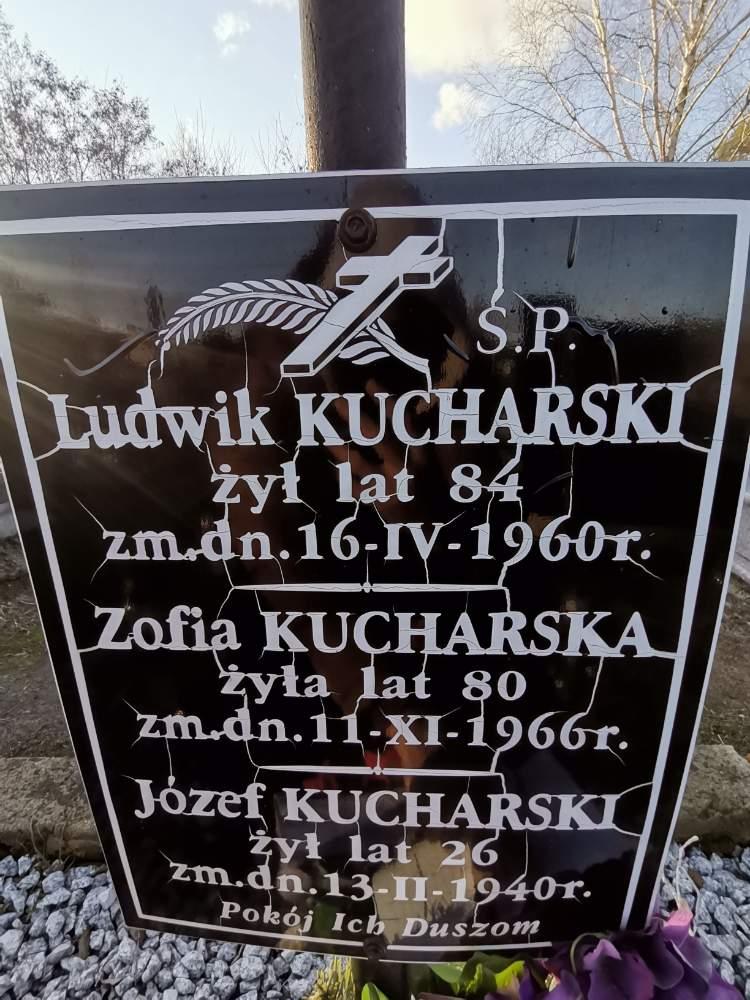 Ś.P.
Ludwik KUCHARSKI
żył lat 84
zm.dn.16-IV-1960r.
Zofia KUCHARSKA
żyła lat 80
zm.dn.11-XI-1966r.
Józef KUCHARSKI
żył lat 26
zm.dn.13-II-1940r.
Pokój Ich Duszom